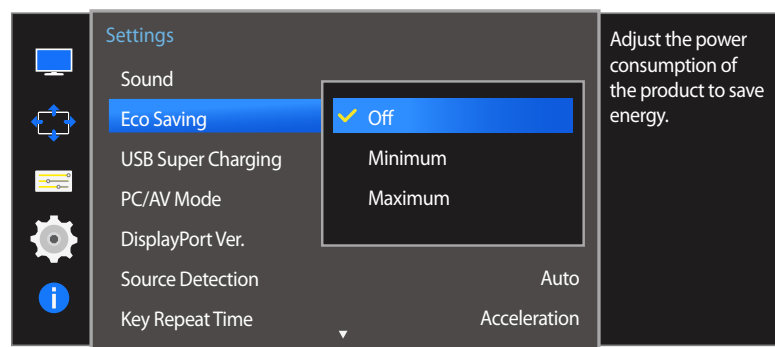 Settings
Sound
Eco Saving
Off
USB Super Charging
Minimum
PC/AV Mode
Maximum
DisplayPort Ver.
Source Detection Auto
Key Repeat Time Acceleration
Adjust the power
consumption of
the product to save
energy.